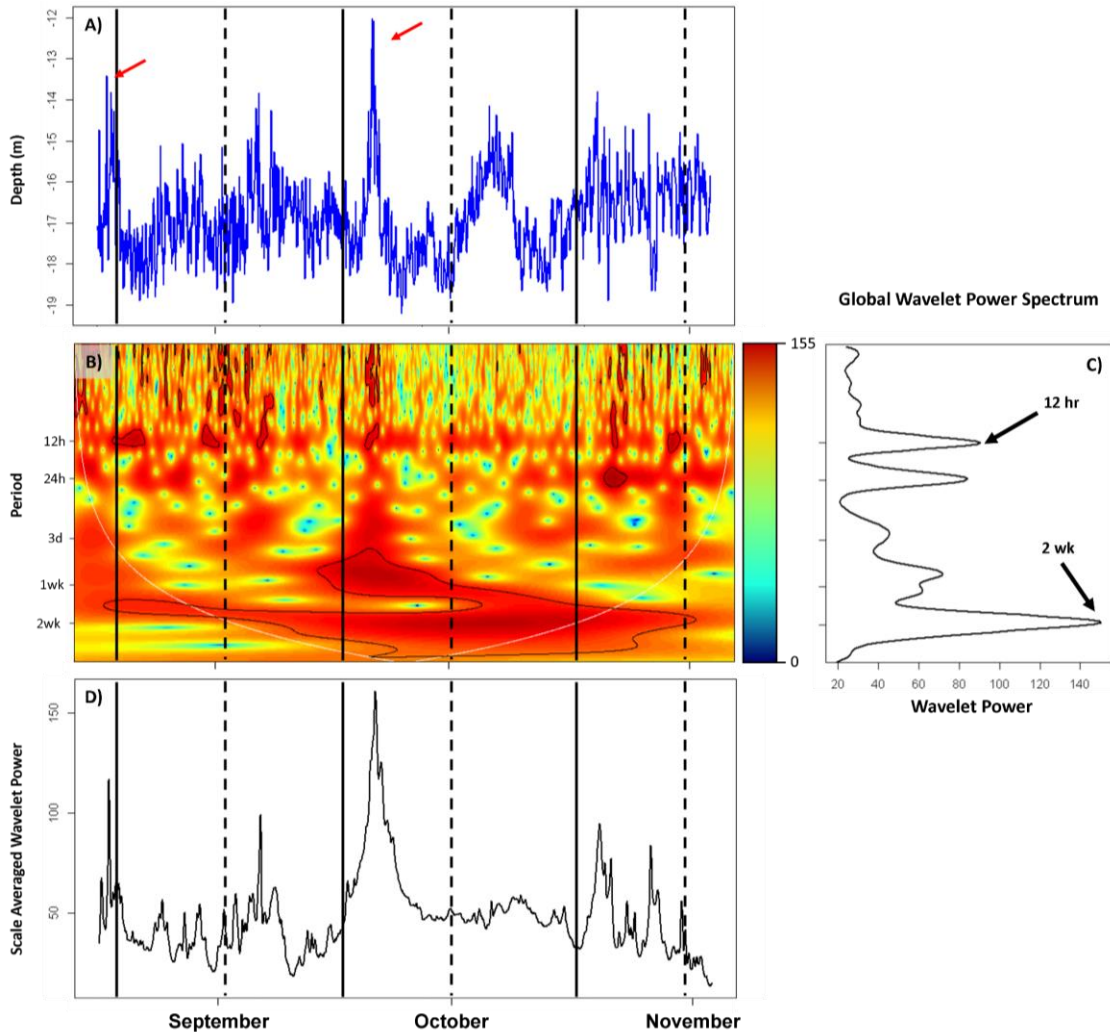 A)
-12
-13
-14
-15
-16
-17
-18
-19
Depth (m)
Global Wavelet Power Spectrum
B)
12h
24h
3d
1wk
2wk
Period
155
0
C)
12 hr
2 wk
20 40 60 80 100 120 140
Wavelet Power
D)
150
100
50
Scale Averaged Wavelet Power
September October November